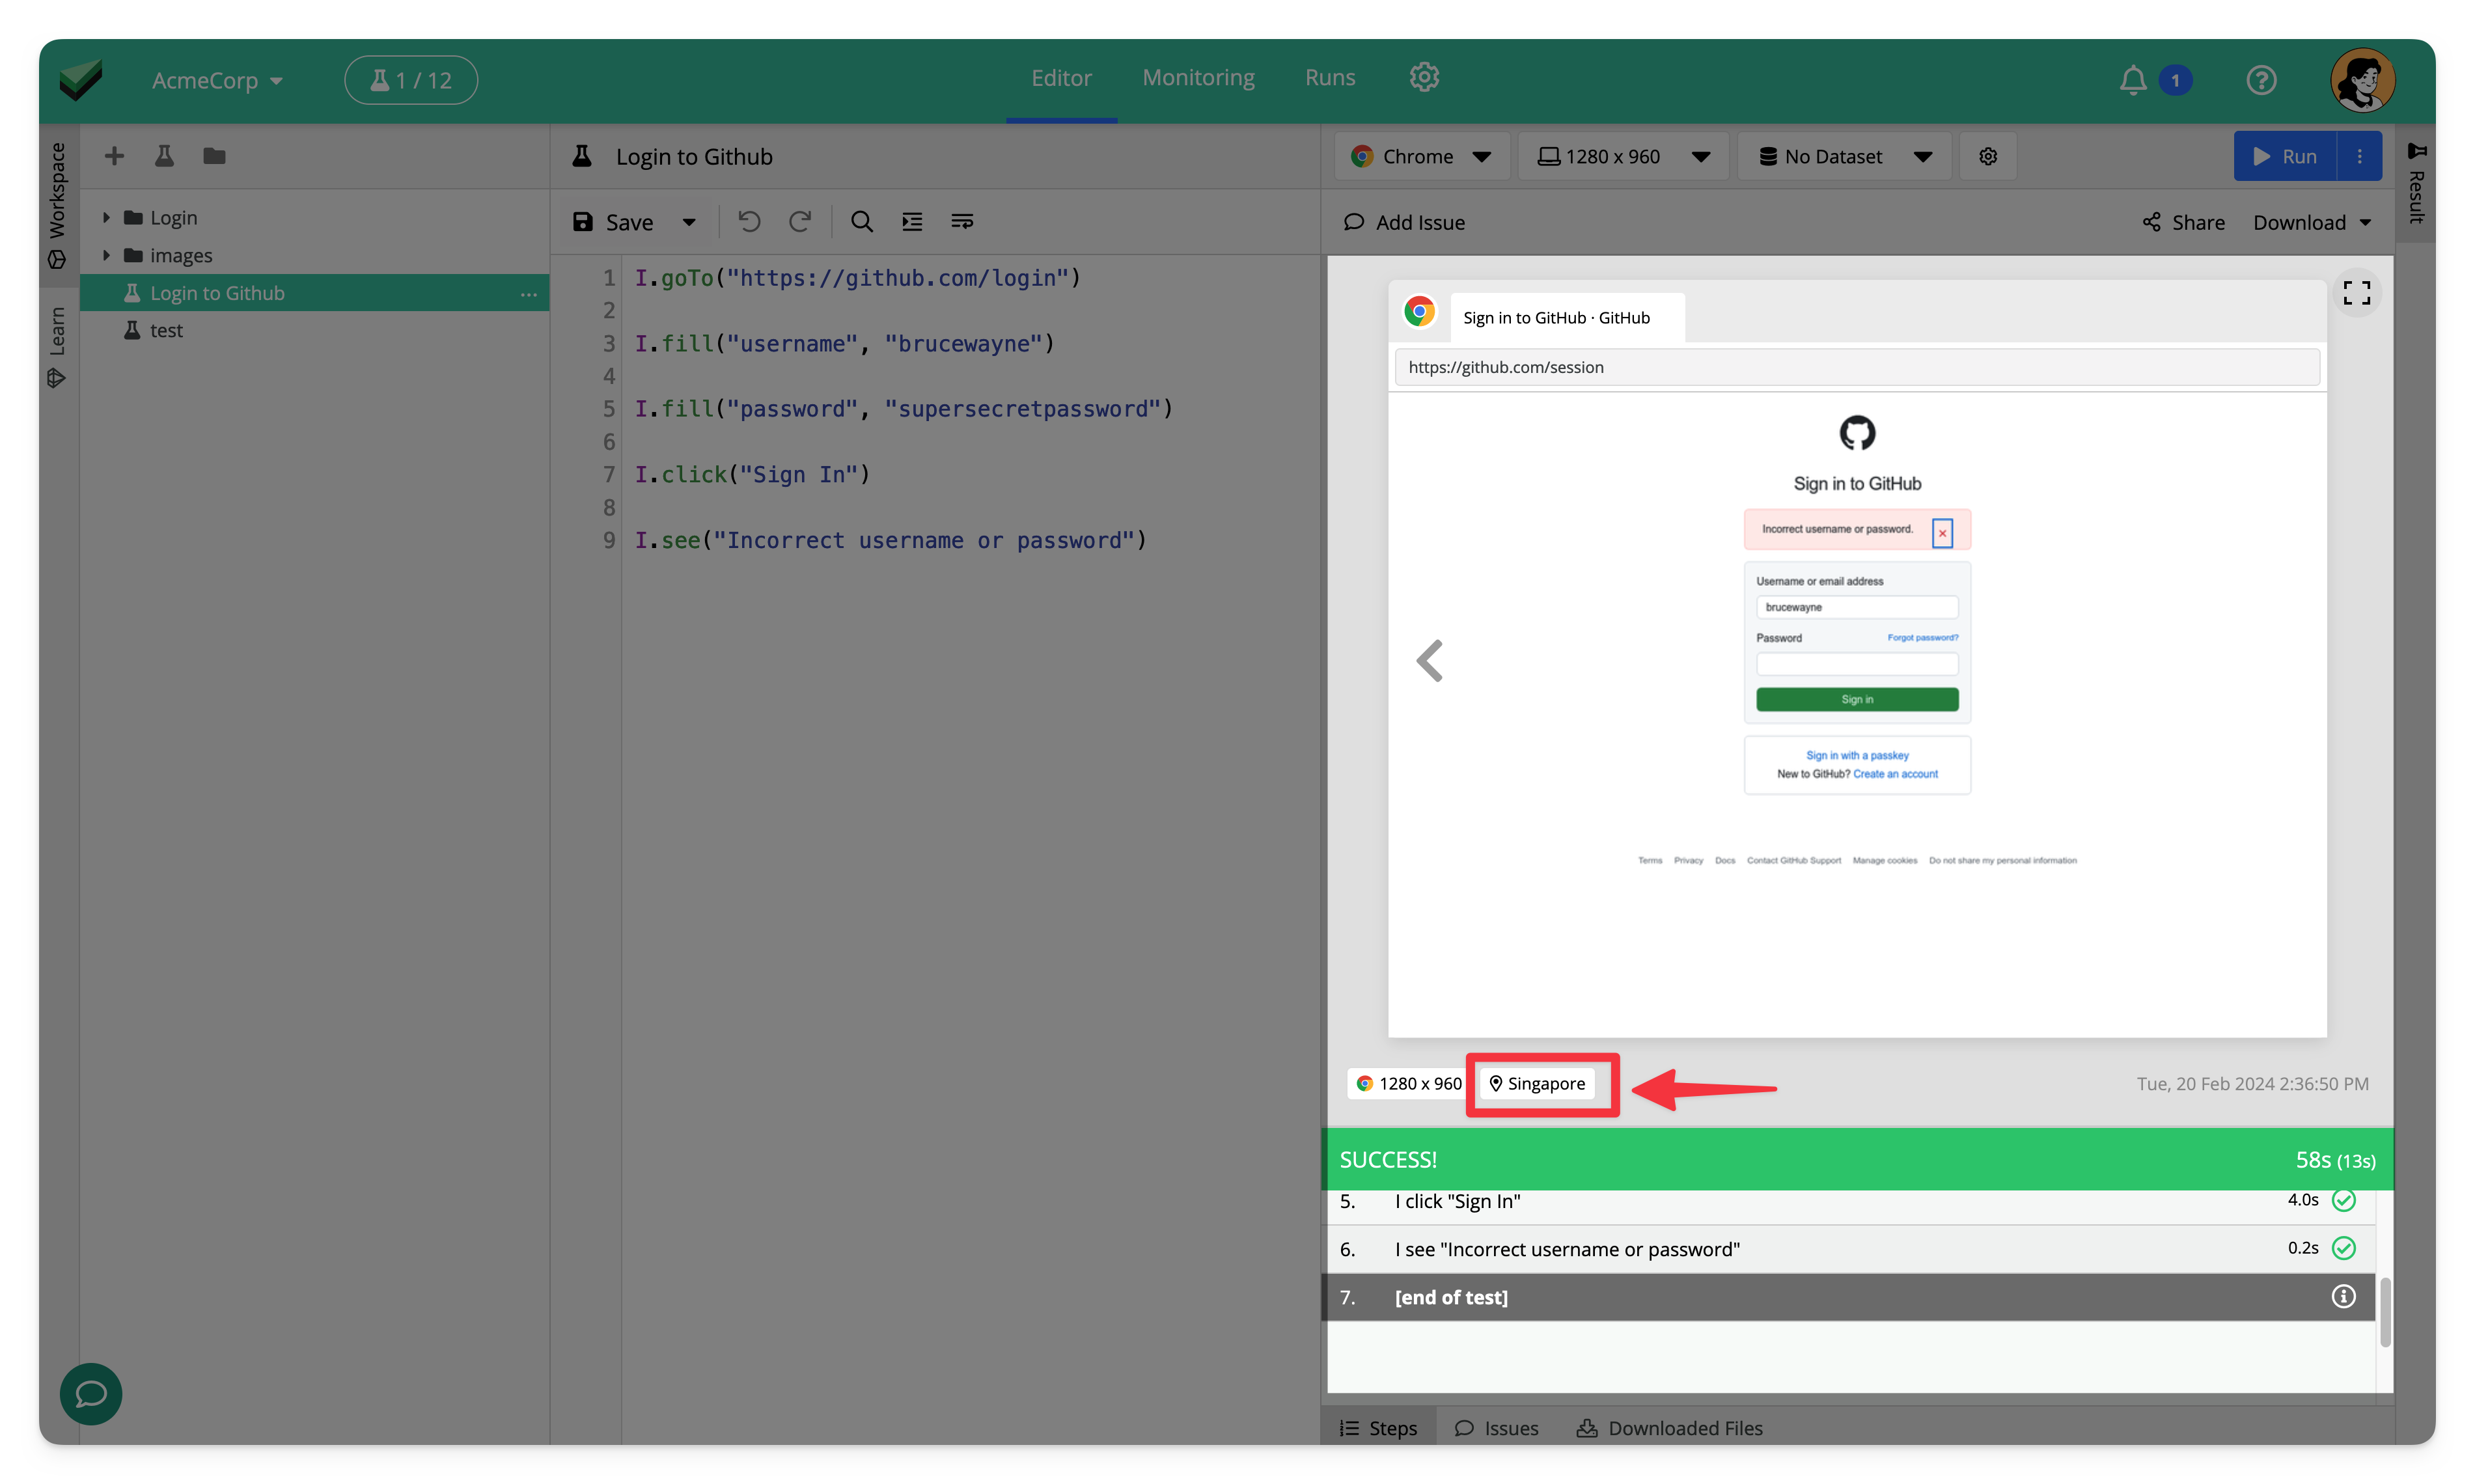 AcmeCorp
1 / 12
Editor
Monitoring
Runs
1
Workspace
Learn
Login
images
Login to Github
test
Login to Github
Save
1 I.goTo("https://github.com/login")
2
3 I.fill("username", "brucewayne")
4
5 I.fill("password", "supersecretpassword")
6
7 I.click("Sign In")
8
9 I.see("Incorrect username or password")
Chrome
1280 x 960
No Dataset
Run
Result
Add Issue
Share
Download
Sign in to GitHub · GitHub
https://github.com/session
Sign in to GitHub
Incorrect username or password.
Username or email address
brucewayne
Password Forgot password?
Sign in
Sign in with a passkey
New to GitHub? Create an account
Terms Privacy Docs Contact GitHub Support Manage cookies Do not share my personal information
1280 x 960
Singapore
Tue, 20 Feb 2024 2:36:50 PM
SUCCESS! 58s (13s)
5. I click "Sign In" 4.0s
6. I see "Incorrect username or password" 0.2s
7. [end of test]
Steps
Issues
Downloaded Files